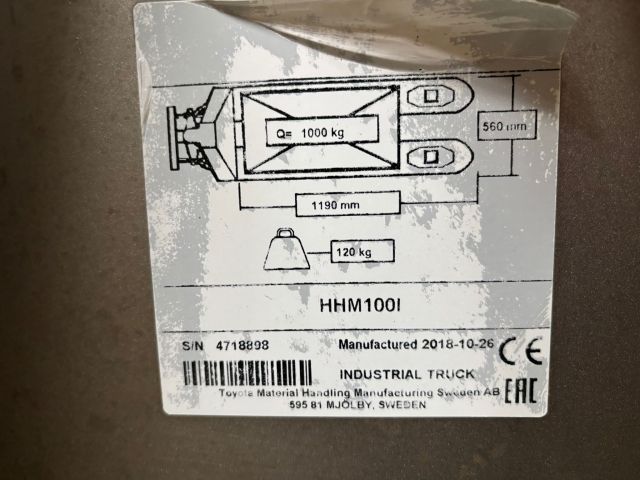 Q= 1000 kg
560 mm
1190 mm
120 kg
HHM100I
S/N 4718898
Manufactured 2018-10-26
CE
INDUSTRIAL TRUCK
Toyota Material Handling Manufacturing Sweden AB
595 81 MJÖLBY, SWEDEN
EAC